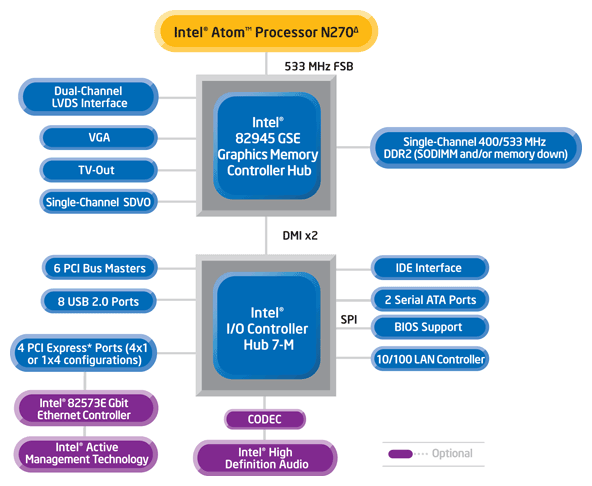 Intel® Atom™ Processor N270Δ
533 MHz FSB
Dual-Channel
LVDS Interface
VGA
TV-Out
Single-Channel SDVO
Intel®
82945 GSE
Graphics Memory
Controller Hub
Single-Channel 400/533 MHz
DDR2 (SODIMM and/or memory down)
DMI x2
6 PCI Bus Masters
8 USB 2.0 Ports
4 PCI Express* Ports (4x1
or 1x4 configurations)
Intel® 82573E Gbit
Ethernet Controller
Intel® Active
Management Technology
Intel®
I/O Controller
Hub 7-M
SPI
IDE Interface
2 Serial ATA Ports
BIOS Support
10/100 LAN Controller
CODEC
Intel® High
Definition Audio
Optional